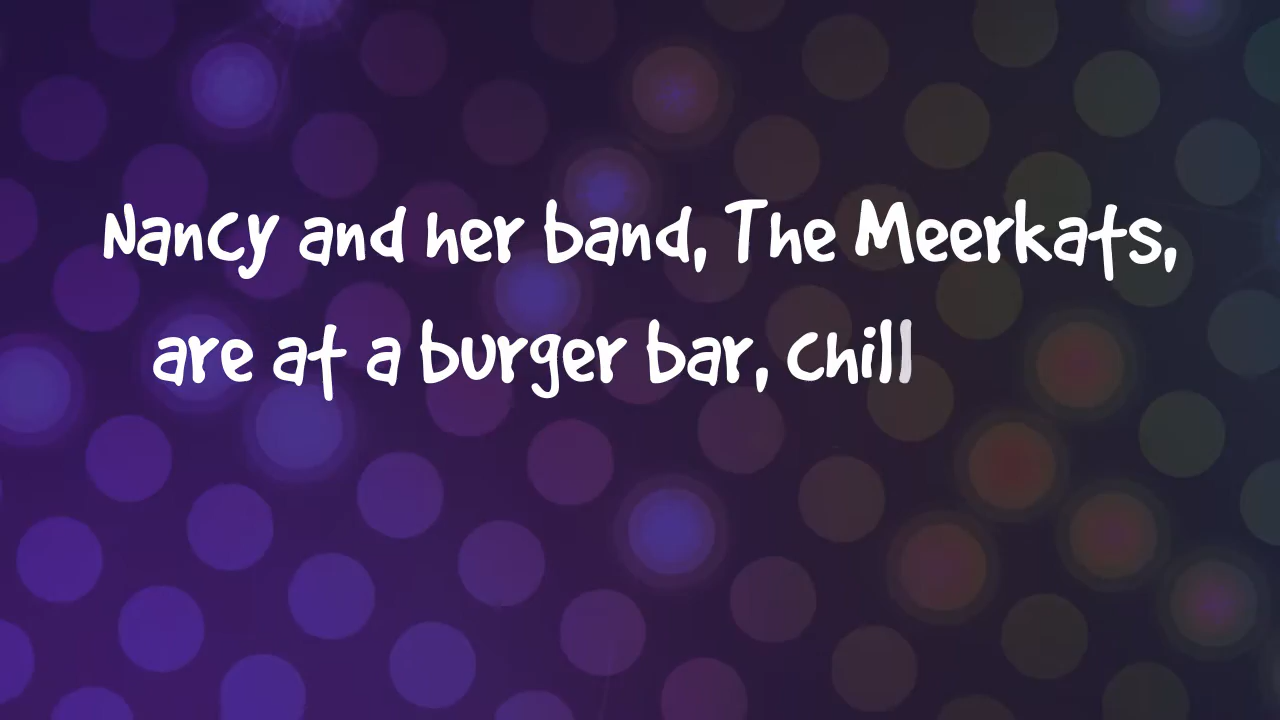 Nancy and her band, The Meerkats,
are at a burger bar, Chill